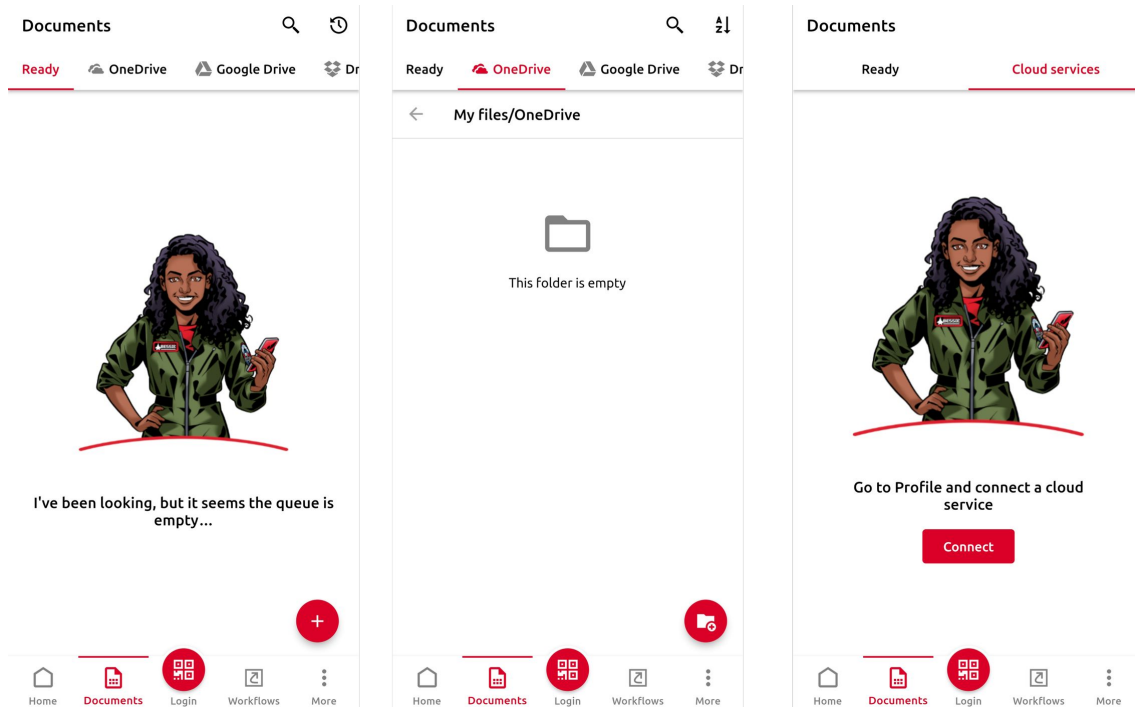 Documents
Ready OneDrive Google Drive Dr
I've been looking, but it seems the queue is
empty...
Home Documents Login Workflows More
Documents
Ready OneDrive Google Drive Dr
My files/OneDrive
This folder is empty
Home Documents Login Workflows More
Documents
Ready Cloud services
Go to Profile and connect a cloud
service
Connect
Home Documents Login Workflows More